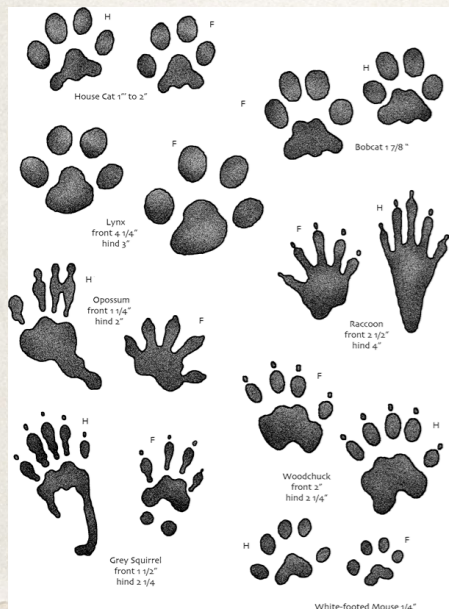 H
F
House Cat 1"' to 2"
F
H
Bobcat 1 7/8 "
F
Lynx
front 4 1/4"
hind 3"
H
Opossum
front 1 1/4"
hind 2"
F
F
H
Raccoon
front 2 1/2"
hind 4"
H
F
Grey Squirrel
front 1 1/2"
hind 2 1/4
F
H
Woodchuck
front 2"
hind 2 1/4"
H
F
White-footed Mouse 1/4"